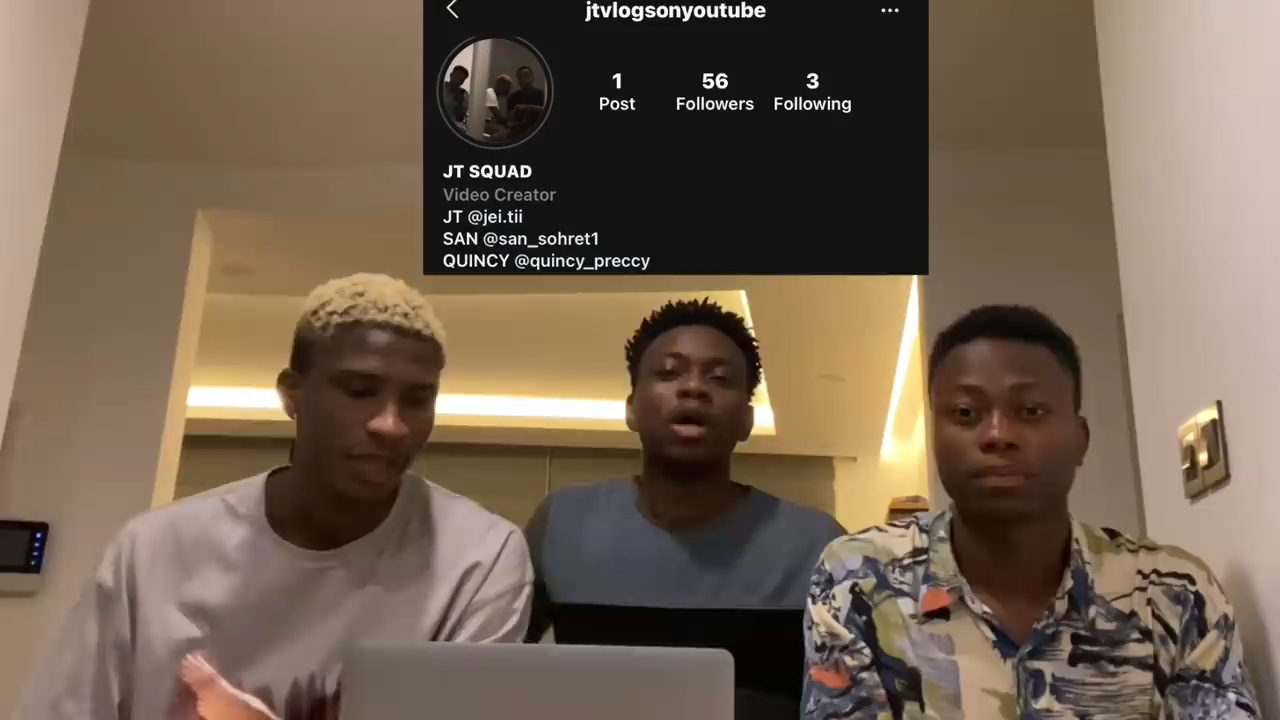 jtvlogsonyoutube
1
56
3
Post
Followers
Following
JT SQUAD
Video Creator
JT @jei.tii
SAN @san_sohret1
QUINCY @quincy_preccy